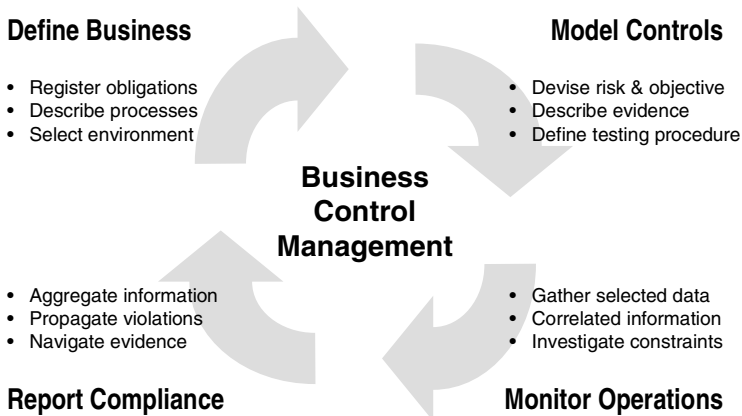 Define Business
• Register obligations
• Describe processes
• Select environment
Model Controls
• Devise risk & objective
• Describe evidence
• Define testing procedure
Business
Control
Management
• Aggregate information
• Propagate violations
• Navigate evidence
Report Compliance
• Gather selected data
• Correlated information
• Investigate constraints
Monitor Operations